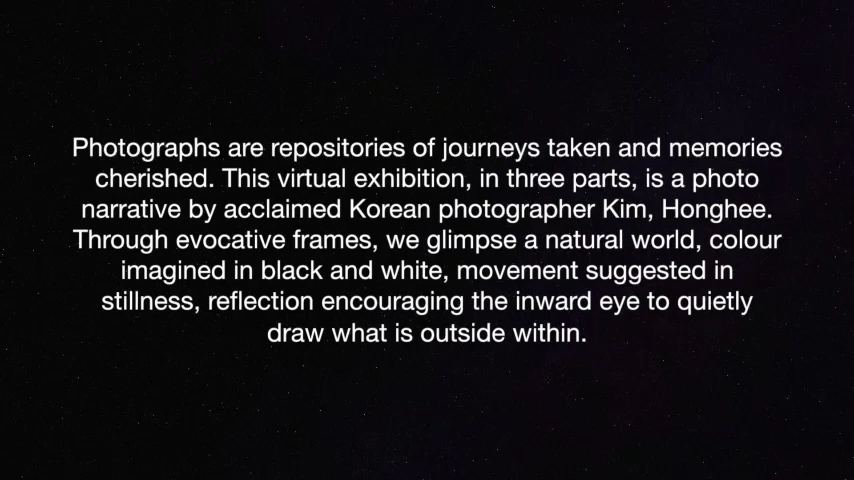 Photographs are repositories of journeys taken and memories
cherished. This virtual exhibition, in three parts, is a photo
narrative by acclaimed Korean photographer Kim, Honghee.
Through evocative frames, we glimpse a natural world, colour
imagined in black and white, movement suggested in
stillness, reflection encouraging the inward eye to quietly
draw what is outside within.